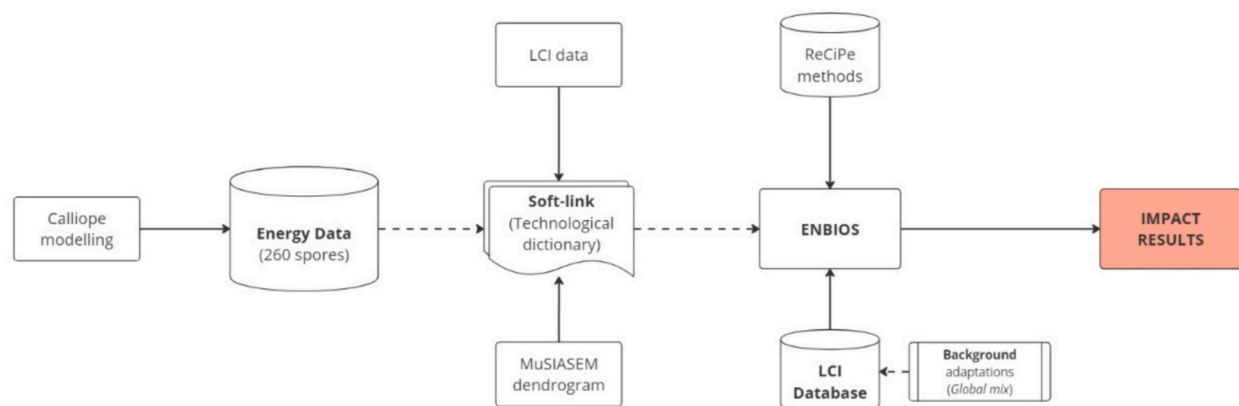 LCI data
ReCiPe
methods
Calliope
modelling
Energy Data
(260 spores)
Soft-link
(Technological
dictionary)
ENBIOS
IMPACT
RESULTS
MuSIASEM
dendrogram
LCI
Database
Background
adaptations
(Global mix)